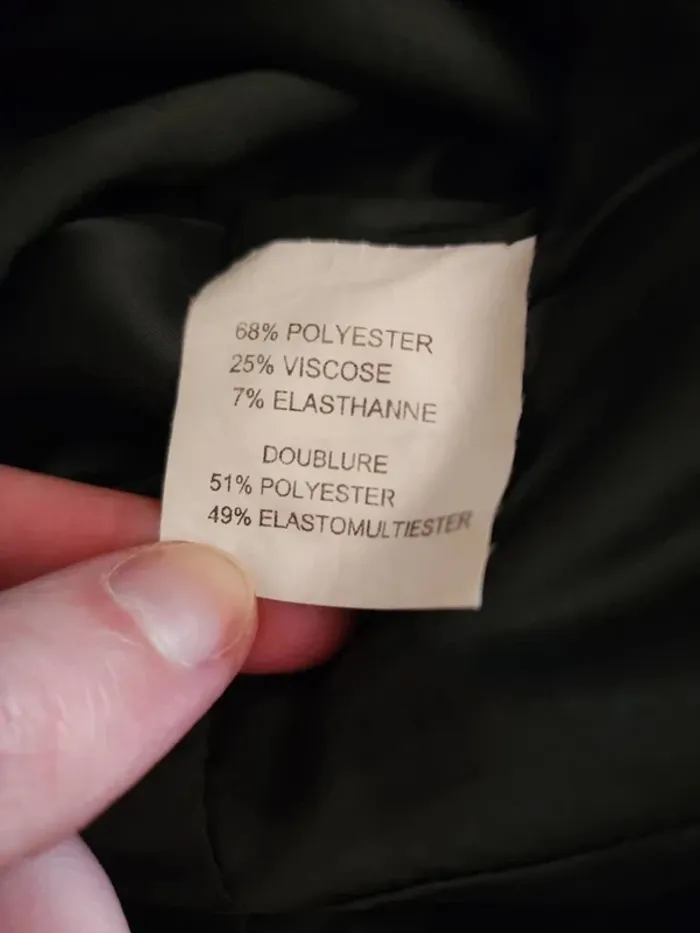 68% POLYESTER
25% VISCOSE
7% ELASTHANNE
DOUBLURE
51% POLYESTER
49% ELASTOMULTIESTER